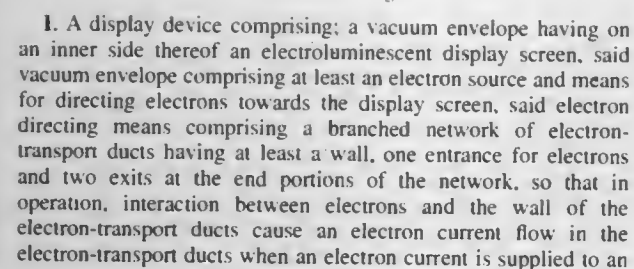 1. A display device comprising: a vacuum envelope having on
an inner side thereof an electroluminescent display screen, said
vacuum envelope comprising at least an electron source and means
for directing electrons towards the display screen, said electron
directing means comprising a branched network of electron-
transport ducts having at least a wall, one entrance for electrons
and two exits at the end portions of the network, so that in
operation, interaction between electrons and the wall of the
electron-transport ducts cause an electron current flow in the
electron-transport ducts when an electron current is supplied to an